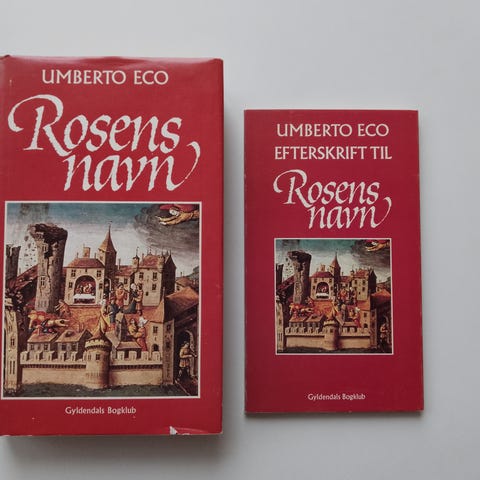 UMBERTO ECO
Rosens
navn
Gyldendals Bogklub
UMBERTO ECO
EFTERSKRIFT TIL
Rosens
navn
Gyldendals Bogklub